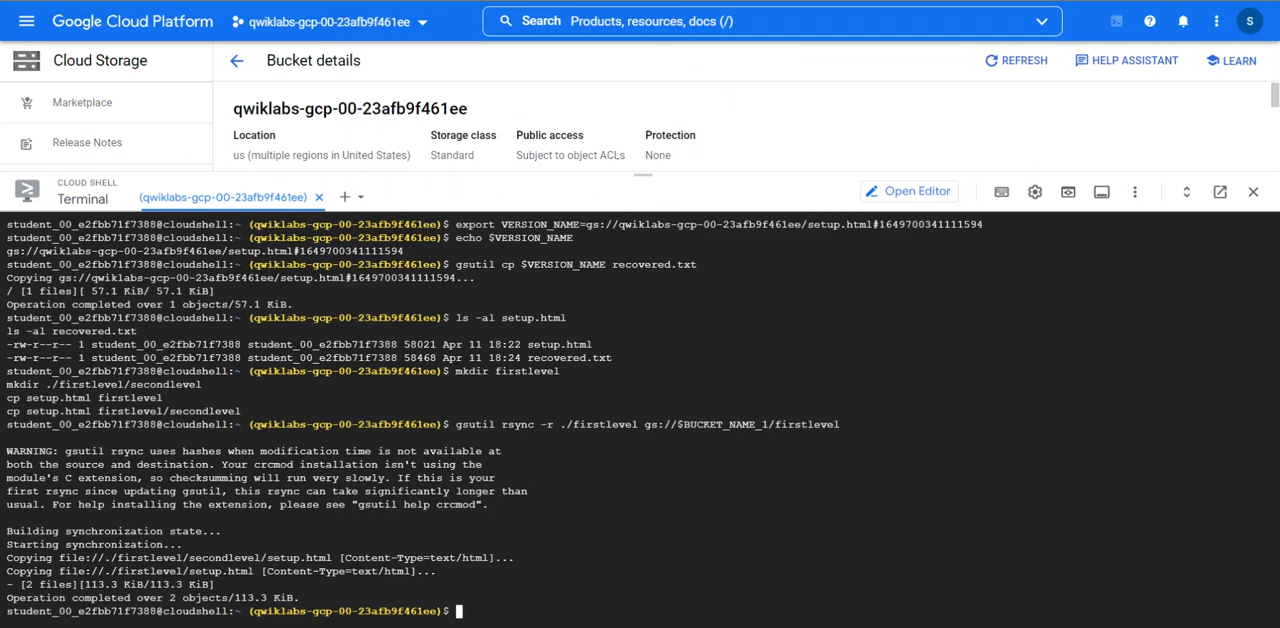 Google Cloud Platform qwiklabs-gcp-00-23afb9f461ee Search Products, resources, docs (/) S
Cloud Storage Bucket details REFRESH HELP ASSISTANT LEARN
Marketplace
Release Notes
qwiklabs-gcp-00-23afb9f461ee
Location Storage class Public access Protection
us (multiple regions in United States) Standard Subject to object ACLs None
CLOUD SHELL
Terminal (qwiklabs-gcp-00-23afb9f461ee) Open Editor
student_00_e2fbb71f7388@cloudshell:~ (qwiklabs-gcp-00-23afb9f461ee)$ export VERSION_NAME=gs://qwiklabs-gcp-00-23afb9f461ee/setup.html#1649700341111594
student_00_e2fbb71f7388@cloudshell:~ (qwiklabs-gcp-00-23afb9f461ee)$ echo $VERSION_NAME
gs://qwiklabs-gcp-00-23afb9f461ee/setup.html#1649700341111594
student_00_e2fbb71f7388@cloudshell:~ (qwiklabs-gcp-00-23afb9f461ee)$ gsutil cp $VERSION_NAME recovered.txt
Copying gs://qwiklabs-gcp-00-23afb9f461ee/setup.html#1649700341111594...
/ [1 files][ 57.1 KiB/ 57.1 KiB]
Operation completed over 1 objects/57.1 KiB.
student_00_e2fbb71f7388@cloudshell:~ (qwiklabs-gcp-00-23afb9f461ee)$ ls -al setup.html
ls -al recovered.txt
-rw-r--r-- 1 student_00_e2fbb71f7388 student_00_e2fbb71f7388 58021 Apr 11 18:22 setup.html
-rw-r--r-- 1 student_00_e2fbb71f7388 student_00_e2fbb71f7388 58468 Apr 11 18:24 recovered.txt
student_00_e2fbb71f7388@cloudshell:~ (qwiklabs-gcp-00-23afb9f461ee)$ mkdir firstlevel
mkdir ./firstlevel/secondlevel
cp setup.html firstlevel
cp setup.html firstlevel/secondlevel
student_00_e2fbb71f7388@cloudshell:~ (qwiklabs-gcp-00-23afb9f461ee)$ gsutil rsync -r ./firstlevel gs://$BUCKET_NAME_1/firstlevel
WARNING: gsutil rsync uses hashes when modification time is not available at
both the source and destination. Your crcmod installation isn't using the
module's C extension, so checksumming will run very slowly. If this is your
first rsync since updating gsutil, this rsync can take significantly longer than
usual. For help installing the extension, please see "gsutil help crcmod".
Building synchronization state...
Starting synchronization...
Copying file://./firstlevel/secondlevel/setup.html [Content-Type=text/html]...
Copying file://./firstlevel/setup.html [Content-Type=text/html]...
- [2 files][113.3 KiB/113.3 KiB]
Operation completed over 2 objects/113.3 KiB.
student_00_e2fbb71f7388@cloudshell:~ (qwiklabs-gcp-00-23afb9f461ee)$